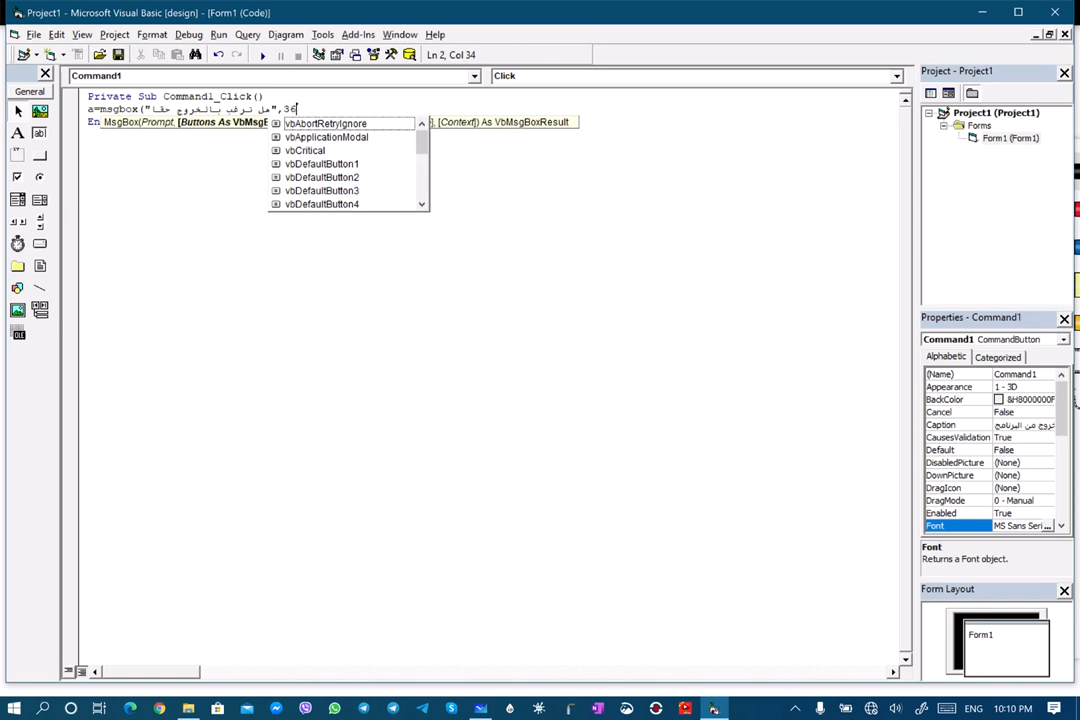 Project1 - Microsoft Visual Basic [design] - [Form1 (Code)]
File Edit View Project Format Debug Run Query Diagram Tools Add-Ins Window Help
Ln 2, Col 34
General
Command1
Click
Private Sub Command1_Click()
a=msgbox("هل ترغب بالخروج حقا",36
En
MsgBox(Prompt, [Buttons As VbMsgB
], [Context]) As VbMsgBoxResult
vbAbortRetryIgnore
vbApplicationModal
vbCritical
vbDefaultButton1
vbDefaultButton2
vbDefaultButton3
vbDefaultButton4
OLE
Project - Project1
Project1 (Project1)
Forms
Form1 (Form1)
Properties - Command1
Command1 CommandButton
Alphabetic Categorized
(Name) Command1
Appearance 1 - 3D
BackColor &H8000000F
Cancel False
Caption خروج من البرنامج
CausesValidation True
Default False
DisabledPicture (None)
DownPicture (None)
DragIcon (None)
DragMode 0 - Manual
Enabled True
Font MS Sans Seri ...
Font
Returns a Font object.
Form Layout
Form1
ENG 10:10 PM